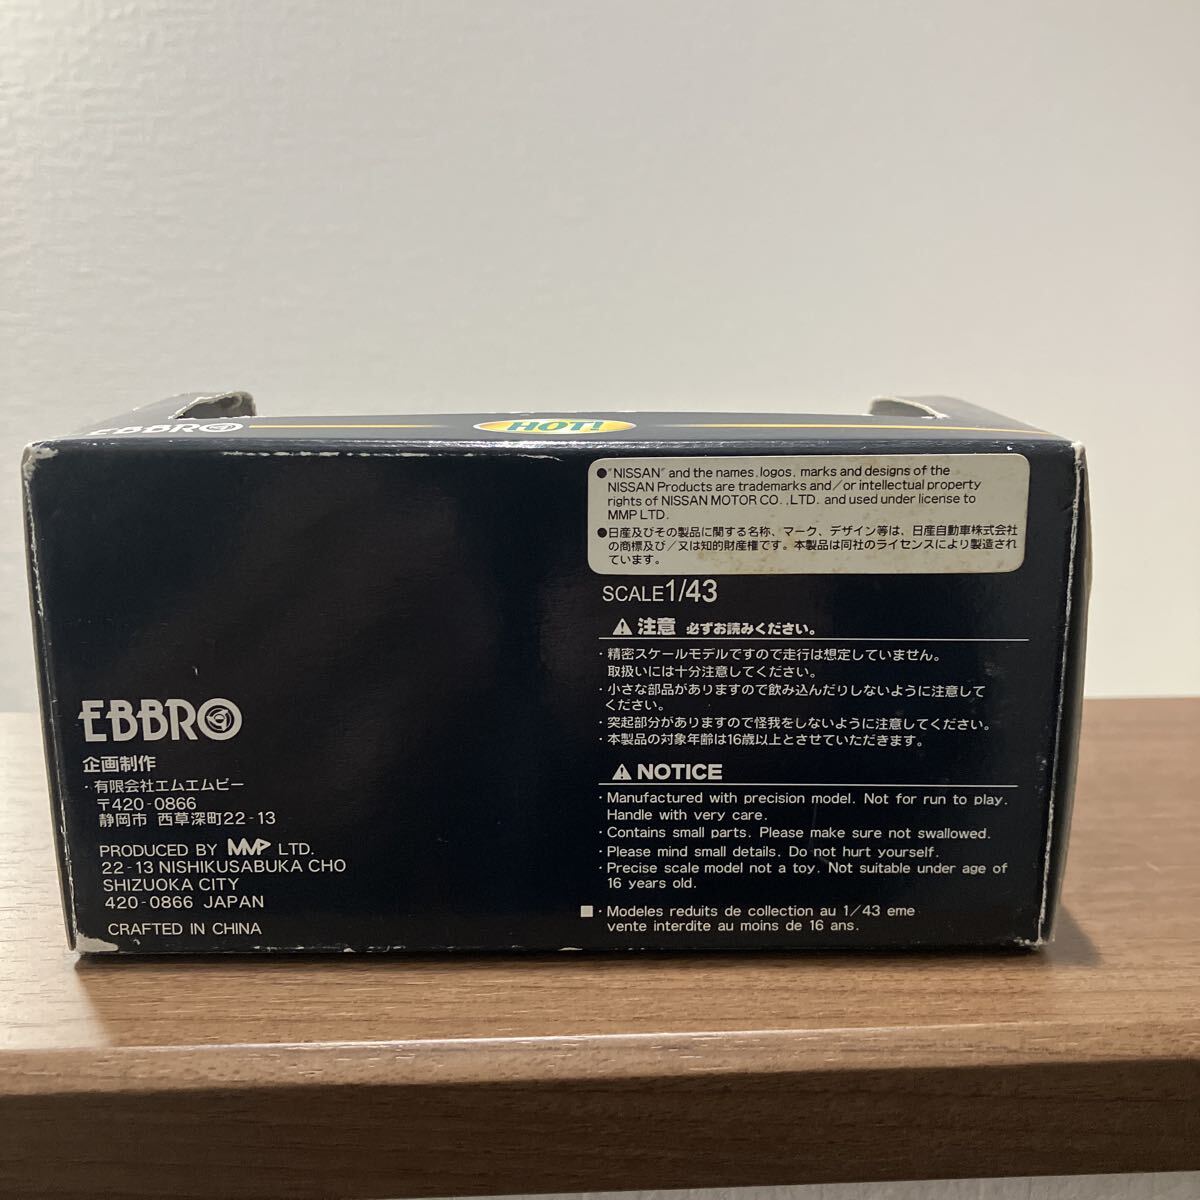 EBBRO
HOT!
●"NISSAN" and the names, logos, marks and designs of the
NISSAN Products are trademarks and/or intellectual property
rights of NISSAN MOTOR CO.,LTD. and used under license to
MMP LTD.
●日産及びその製品に関する名称、マーク、デザイン等は、日産自動車株式会社
の商標及び/又は知的財産権です。本製品は同社のライセンスにより製造され
ています。
SCALE1/43
注意 必ずお読みください。
・精密スケールモデルですので走行は想定していません。
取扱いには十分注意してください。
・小さな部品がありますので飲み込んだりしないように注意して
ください。
・突起部分がありますので怪我をしないように注意してください。
・本製品の対象年齢は16歳以上とさせていただきます。
NOTICE
・Manufactured with precision model. Not for run to play.
Handle with very care.
・Contains small parts. Please make sure not swallowed.
・Please mind small details. Do not hurt yourself.
・Precise scale model not a toy. Not suitable under age of
16 years old.
■・Modeles reduits de collection au 1/43 eme
vente interdite au moins de 16 ans.
EBBRO
企画制作
・有限会社エムエムピー
〒420-0866
静岡市 西草深町22-13
PRODUCED BY MMP LTD.
22-13 NISHIKUSABUKA CHO
SHIZUOKA CITY
420-0866 JAPAN
CRAFTED IN CHINA